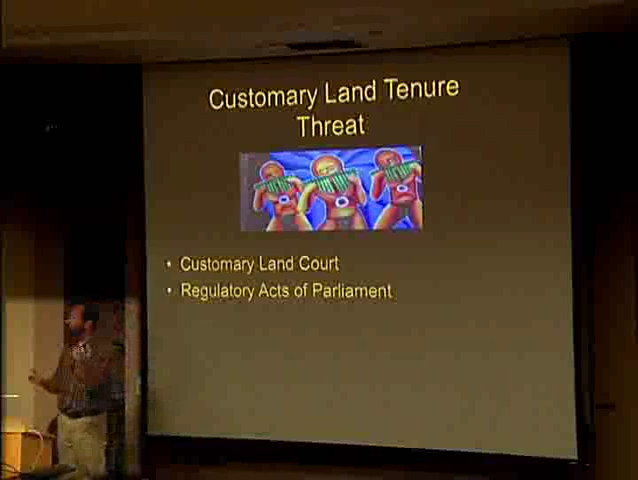 Customary Land Tenure
Threat
• Customary Land Court
• Regulatory Acts of Parliament